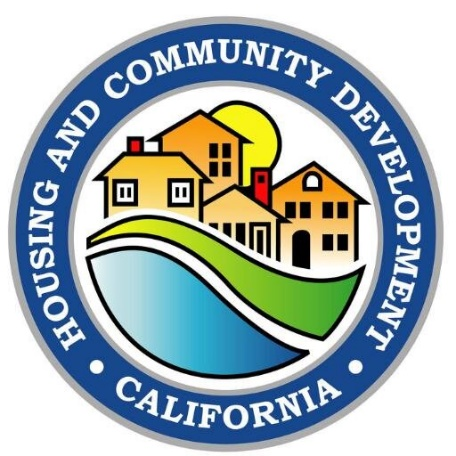 HOUSING AND COMMUNITY DEVELOPMENT
CALIFORNIA